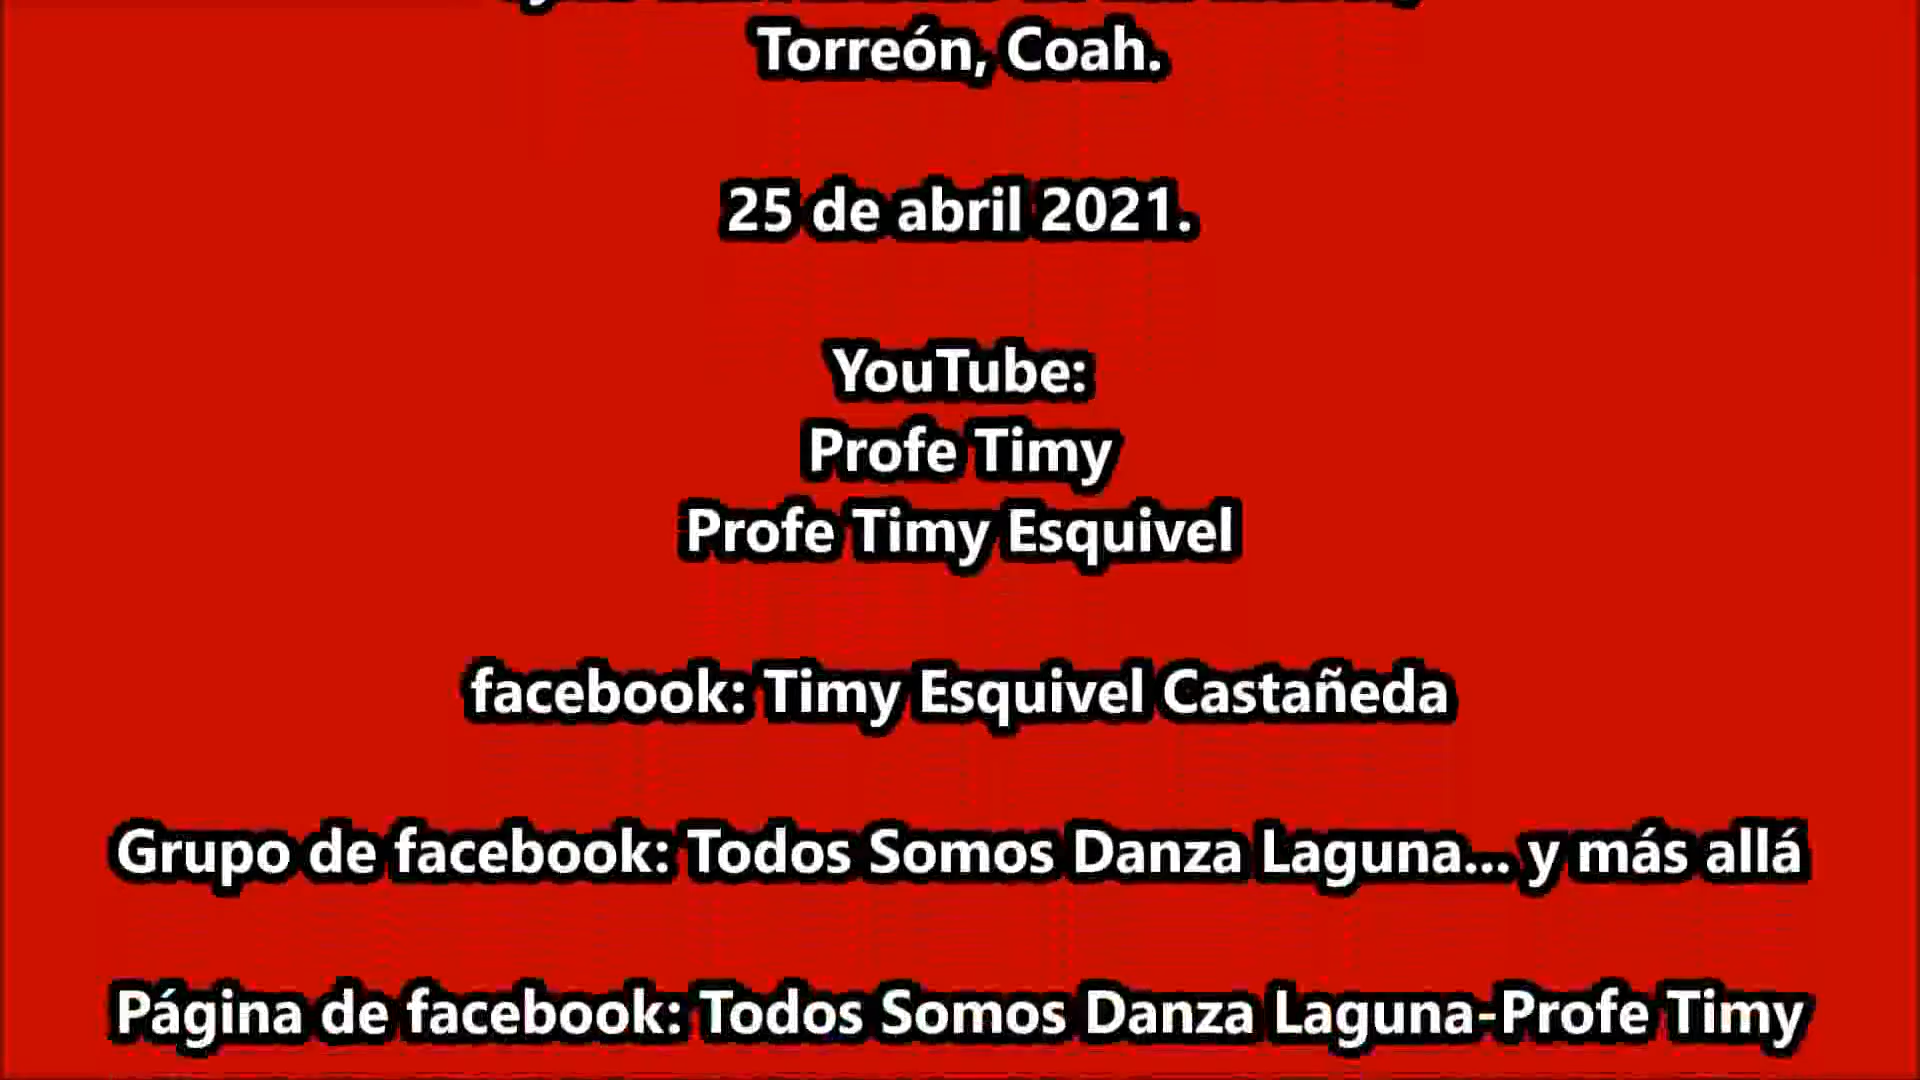 Torreón, Coah.
25 de abril 2021.
YouTube:
Profe Timy
Profe Timy Esquivel
facebook: Timy Esquivel Castañeda
Grupo de facebook: Todos Somos Danza Laguna... y más allá
Página de facebook: Todos Somos Danza Laguna-Profe Timy